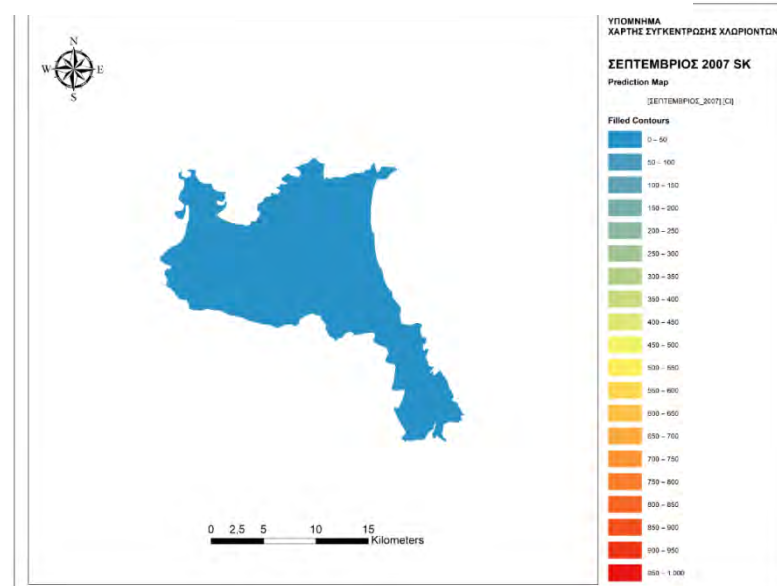 ΥΠΟΜΝΗΜΑ
ΧΑΡΤΗΣ ΣΥΓΚΕΝΤΡΩΣΗΣ ΧΛΩΡΙΟΝΤΩΝ
ΣΕΠΤΕΜΒΡΙΟΣ 2007 SK
Prediction Map
[ΣΕΠΤΕΜΒΡΙΟΣ_2007].[Cl]
Filled Contours
0 – 50
50 – 100
100 – 150
150 – 200
200 – 250
250 – 300
300 – 350
350 – 400
400 – 450
450 – 500
500 – 550
550 – 600
600 – 650
650 – 700
700 – 750
750 – 800
800 – 850
850 – 900
900 – 950
950 – 1.000
N
W E
S
0 2,5 5 10 15
Kilometers